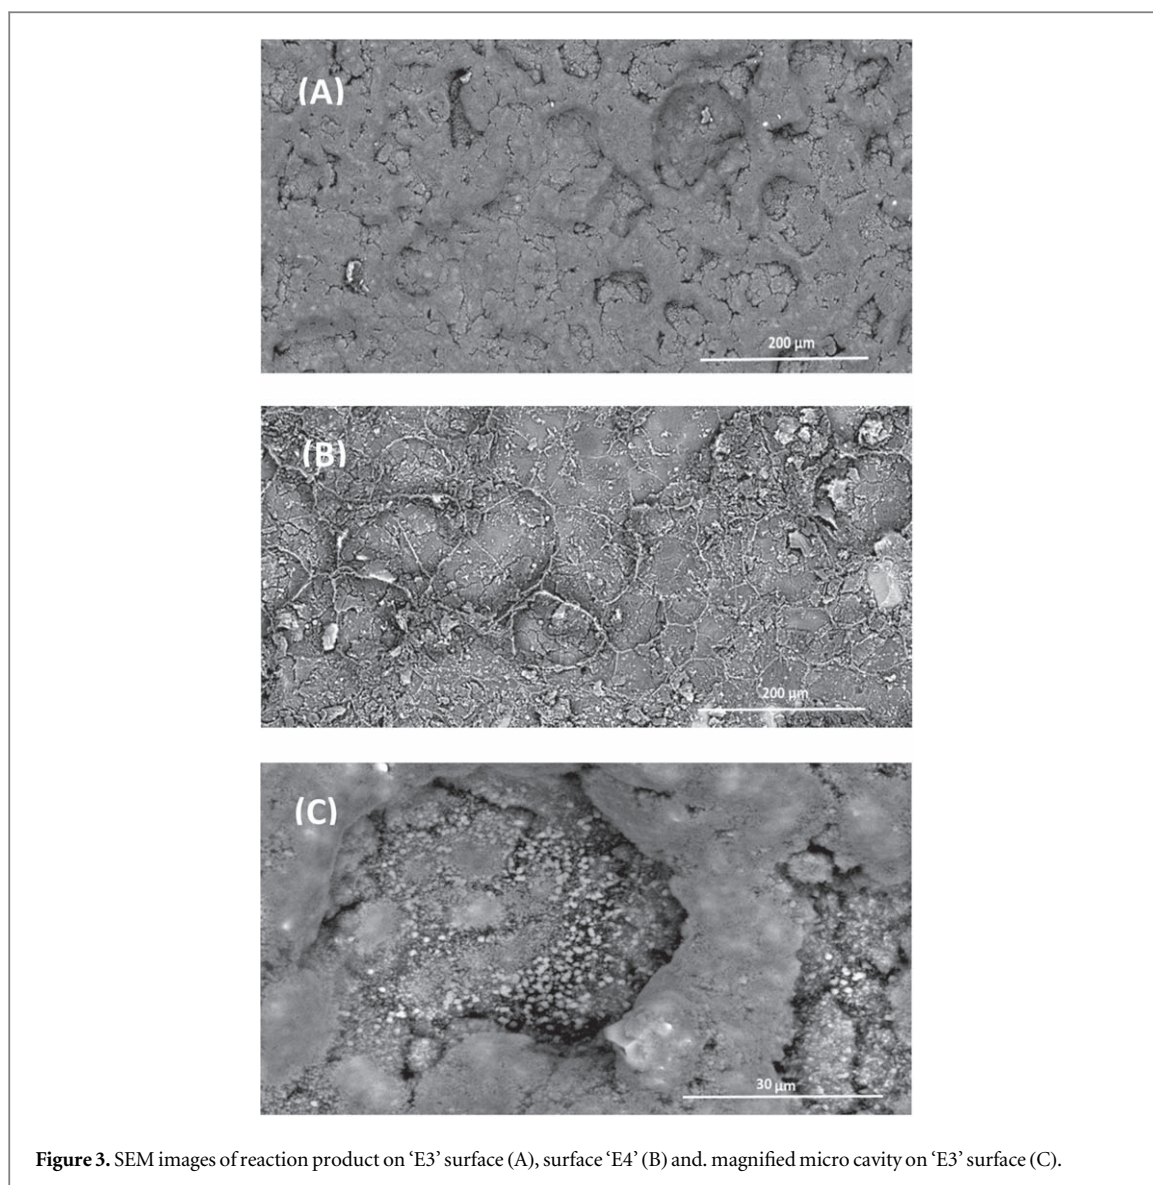 (A)
200 µm
(B)
200 µm
(C)
30 µm
Figure 3. SEM images of reaction product on ‘E3’ surface (A), surface ‘E4’ (B) and. magnified micro cavity on ‘E3’ surface (C).